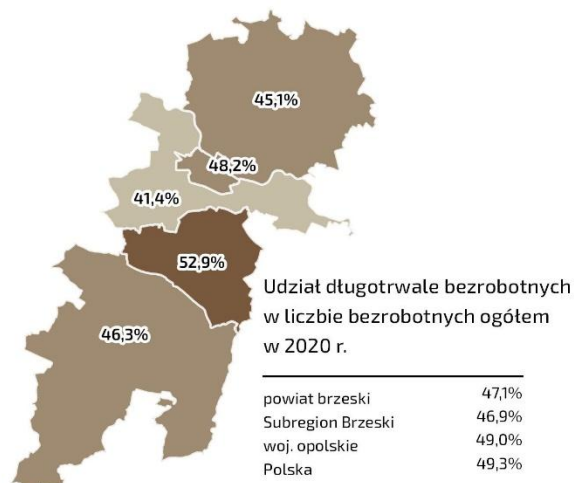 45,1%
48,2%
41,4%
52,9%
46,3%
Udział długotrwale bezrobotnych
w liczbie bezrobotnych ogółem
w 2020 r.
powiat brzeski 47,1%
Subregion Brzeski 46,9%
woj. opolskie 49,0%
Polska 49,3%